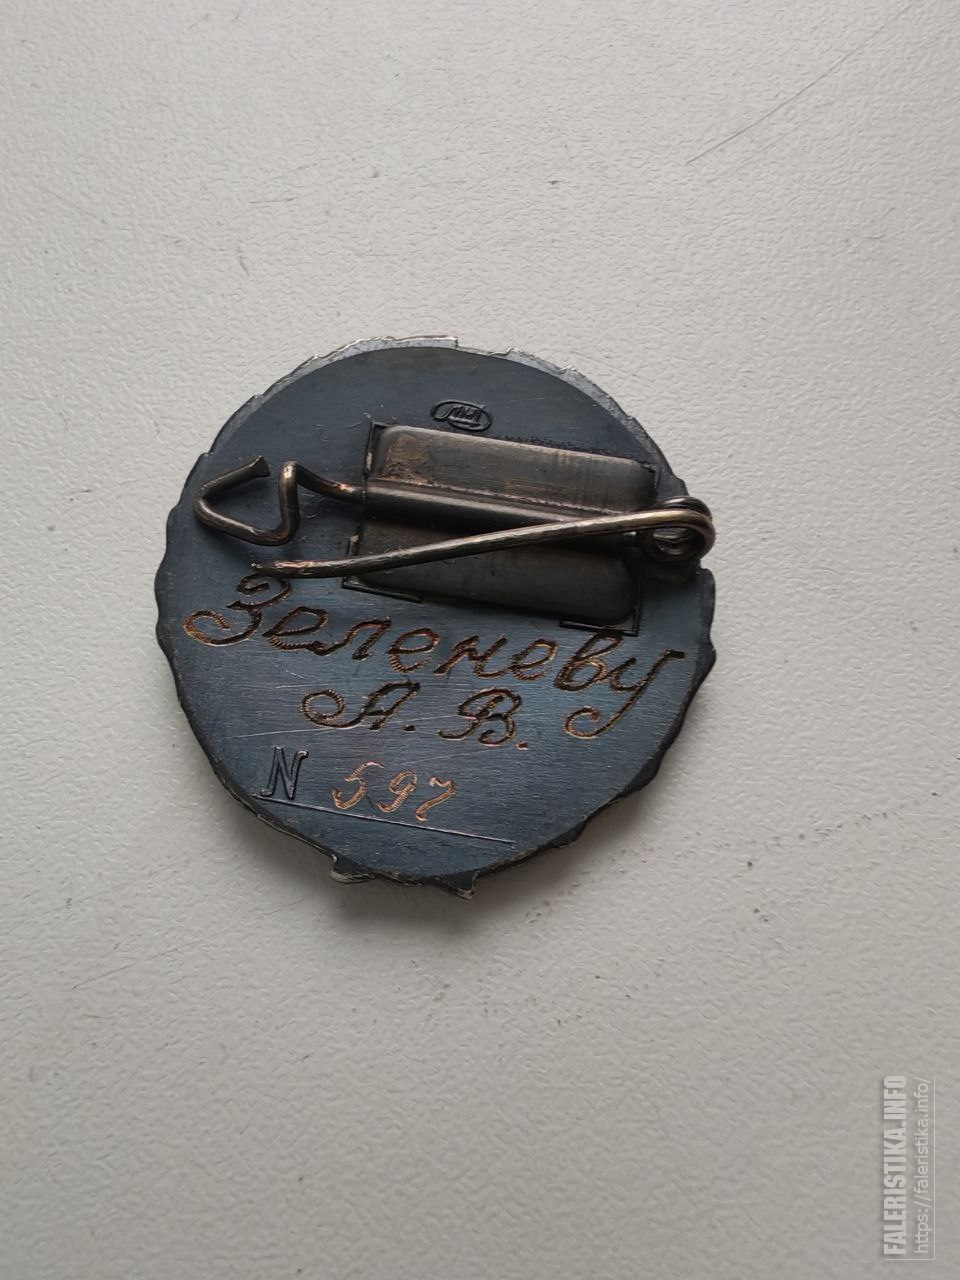 Зеленеву
А. В.
N 597
FALERISTIKA.INFO
https://faleristika.info/